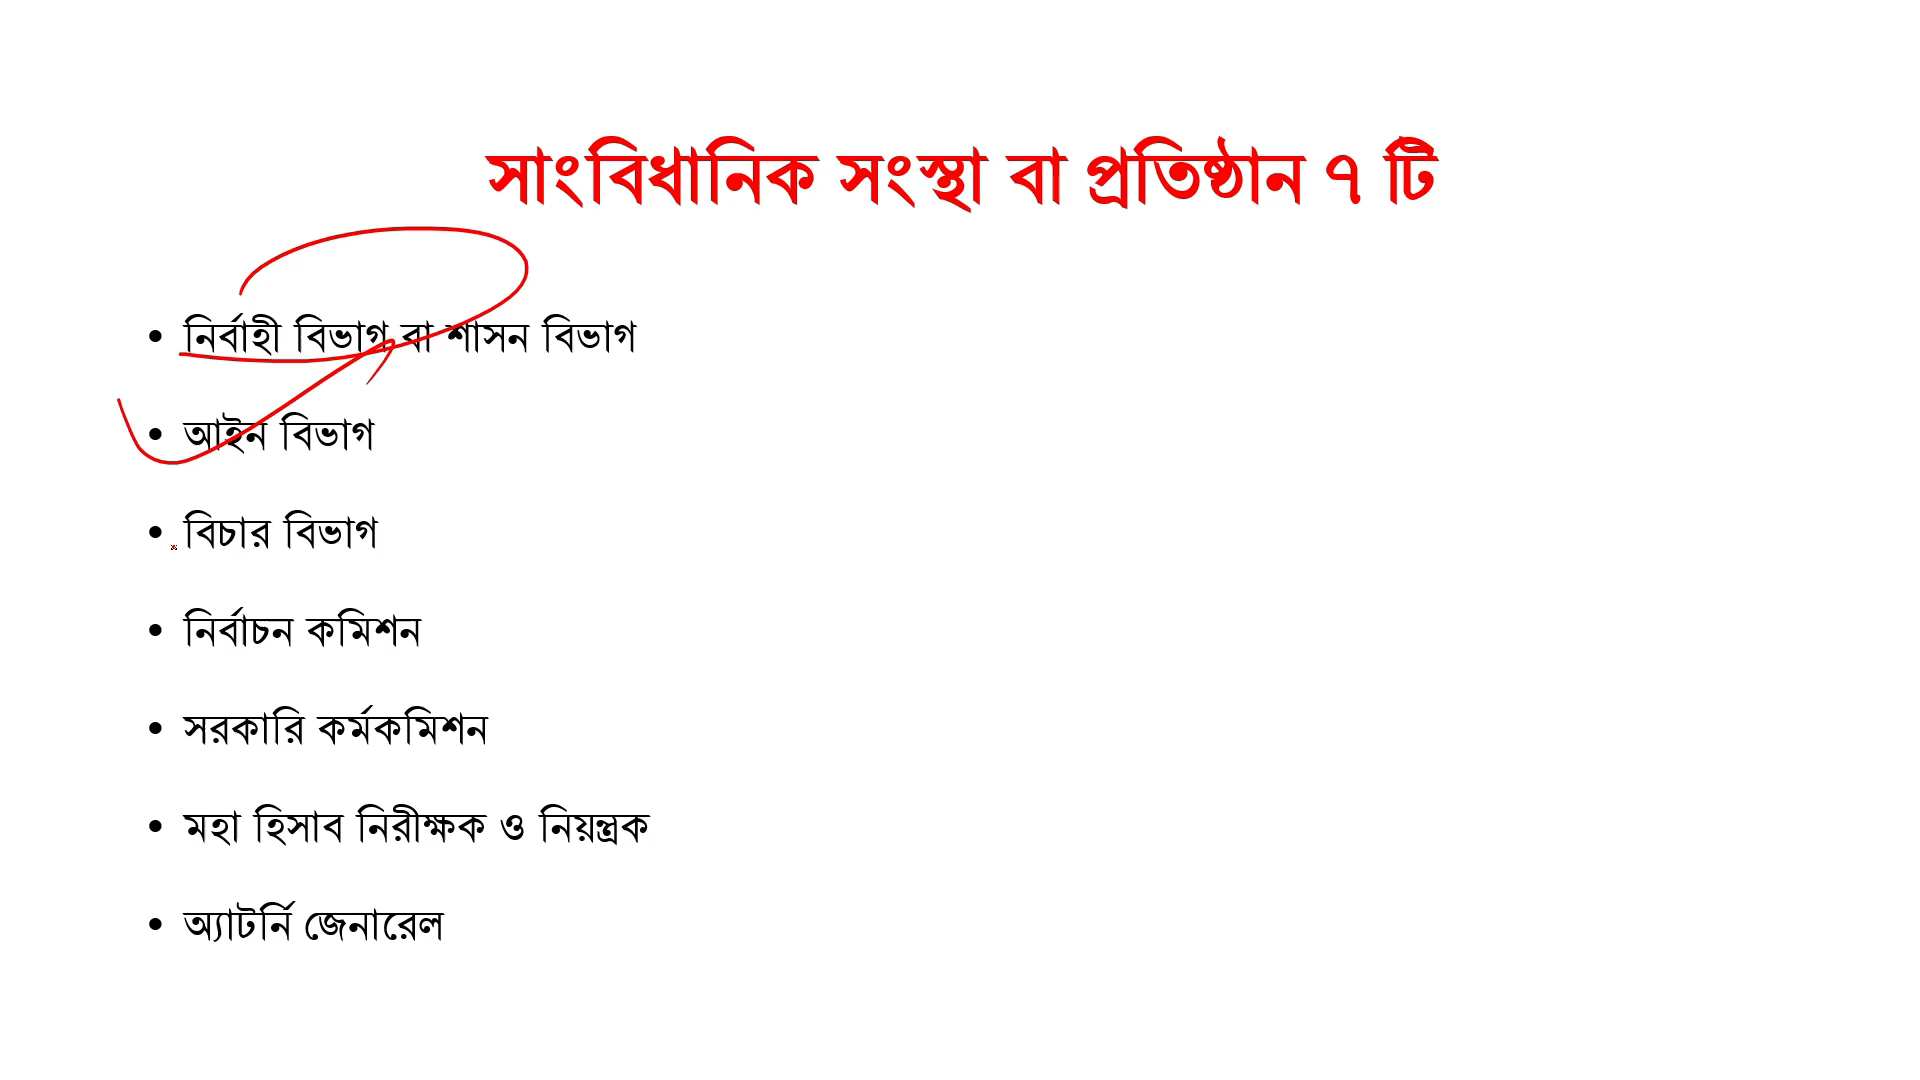 সাংবিধানিক সংস্থা বা প্রতিষ্ঠান ৭ টি
• নির্বাহী বিভাগ বা শাসন বিভাগ
• আইন বিভাগ
• বিচার বিভাগ
• নির্বাচন কমিশন
• সরকারি কর্মকমিশন
• মহা হিসাব নিরীক্ষক ও নিয়ন্ত্রক
• অ্যাটর্নি জেনারেল